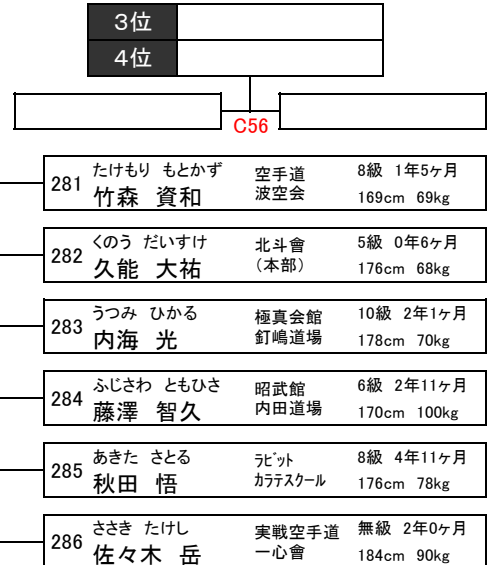 3位
4位
C56
281 たけもり もとかず 空手道 8級 1年5ヶ月
竹森 資和 波空会 169cm 69kg
282 くのう だいすけ 北斗會 5級 0年6ヶ月
久能 大祐 （本部） 176cm 68kg
283 うつみ ひかる 極真会館 10級 2年1ヶ月
内海 光 釘嶋道場 178cm 70kg
284 ふじさわ ともひさ 昭武館 6級 2年11ヶ月
藤澤 智久 内田道場 170cm 100kg
285 あきた さとる ラビット 8級 4年11ヶ月
秋田 悟 カラテスクール 176cm 78kg
286 ささき たけし 実戦空手道 無級 2年0ヶ月
佐々木 岳 一心會 184cm 90kg